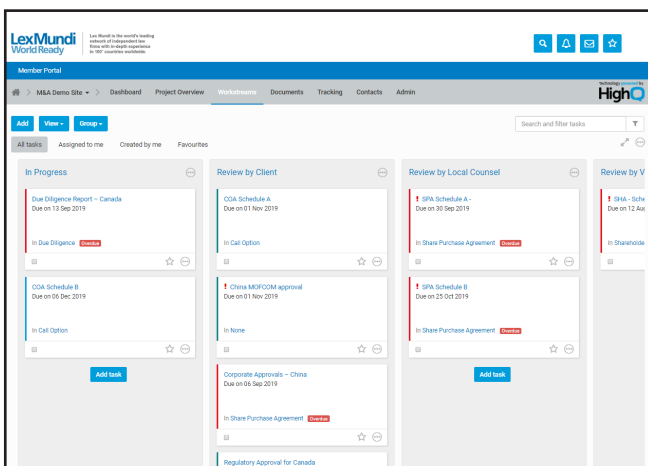 LexMundi
World Ready
Lex Mundi is the world's leading
network of independent law
firms with in-depth experience
in 100+ countries worldwide.
Member Portal
M&A Demo Site
Dashboard
Project Overview
Workstreams
Documents
Tracking
Contacts
Admin
Technology powered by
HighQ
Add
View
Group
Search and filter tasks
All tasks
Assigned to me
Created by me
Favourites
In Progress
Due Diligence Report – Canada
Due on 13 Sep 2019
In Due Diligence Overdue
COA Schedule B
Due on 06 Dec 2019
In Call Option
Add task
Review by Client
COA Schedule A
Due on 01 Nov 2019
In Call Option
! China MOFCOM approval
Due on 01 Nov 2019
In None
Corporate Approvals – China
Due on 06 Sep 2019
In Share Purchase Agreement Overdue
Regulatory Approval for Canada
Review by Local Counsel
! SPA Schedule A -
Due on 30 Sep 2019
In Share Purchase Agreement Overdue
! SPA Schedule B
Due on 25 Oct 2019
In Share Purchase Agreement Overdue
Add task
Review by V
! SHA - Sche
Due on 12 Aug
In Shareholde